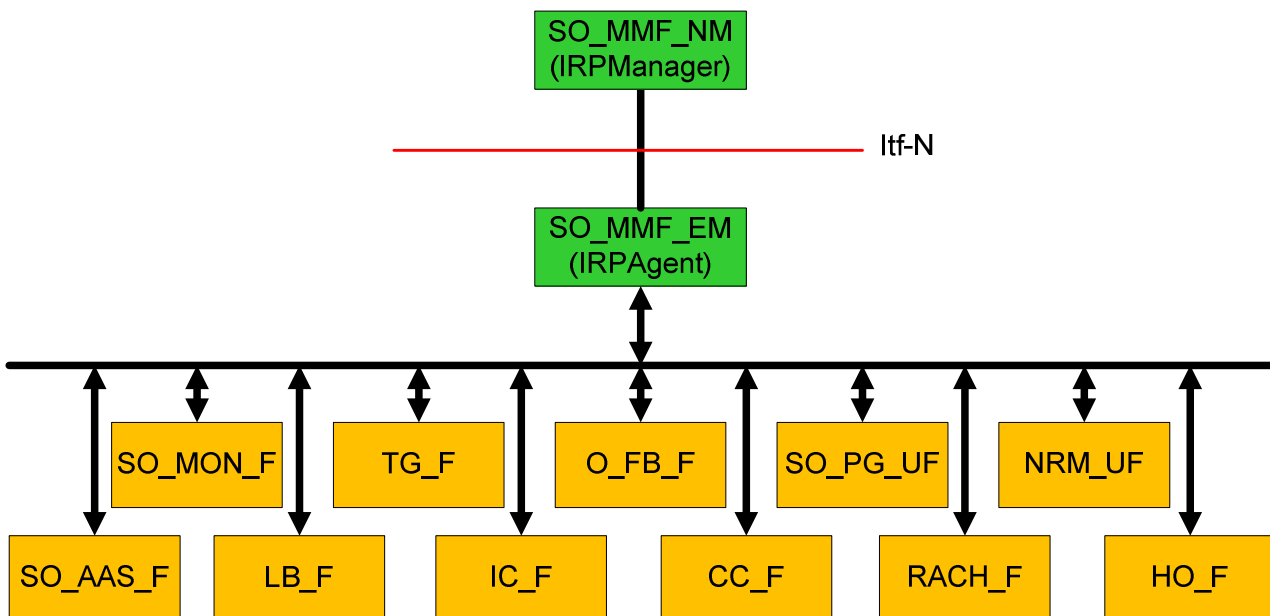 SO_MMF_NM
(IRPManager)
Itf-N
SO_MMF_EM
(IRPAgent)
SO_MON_F
TG_F
O_FB_F
SO_PG_UF
NRM_UF
SO_AAS_F
LB_F
IC_F
CC_F
RACH_F
HO_F